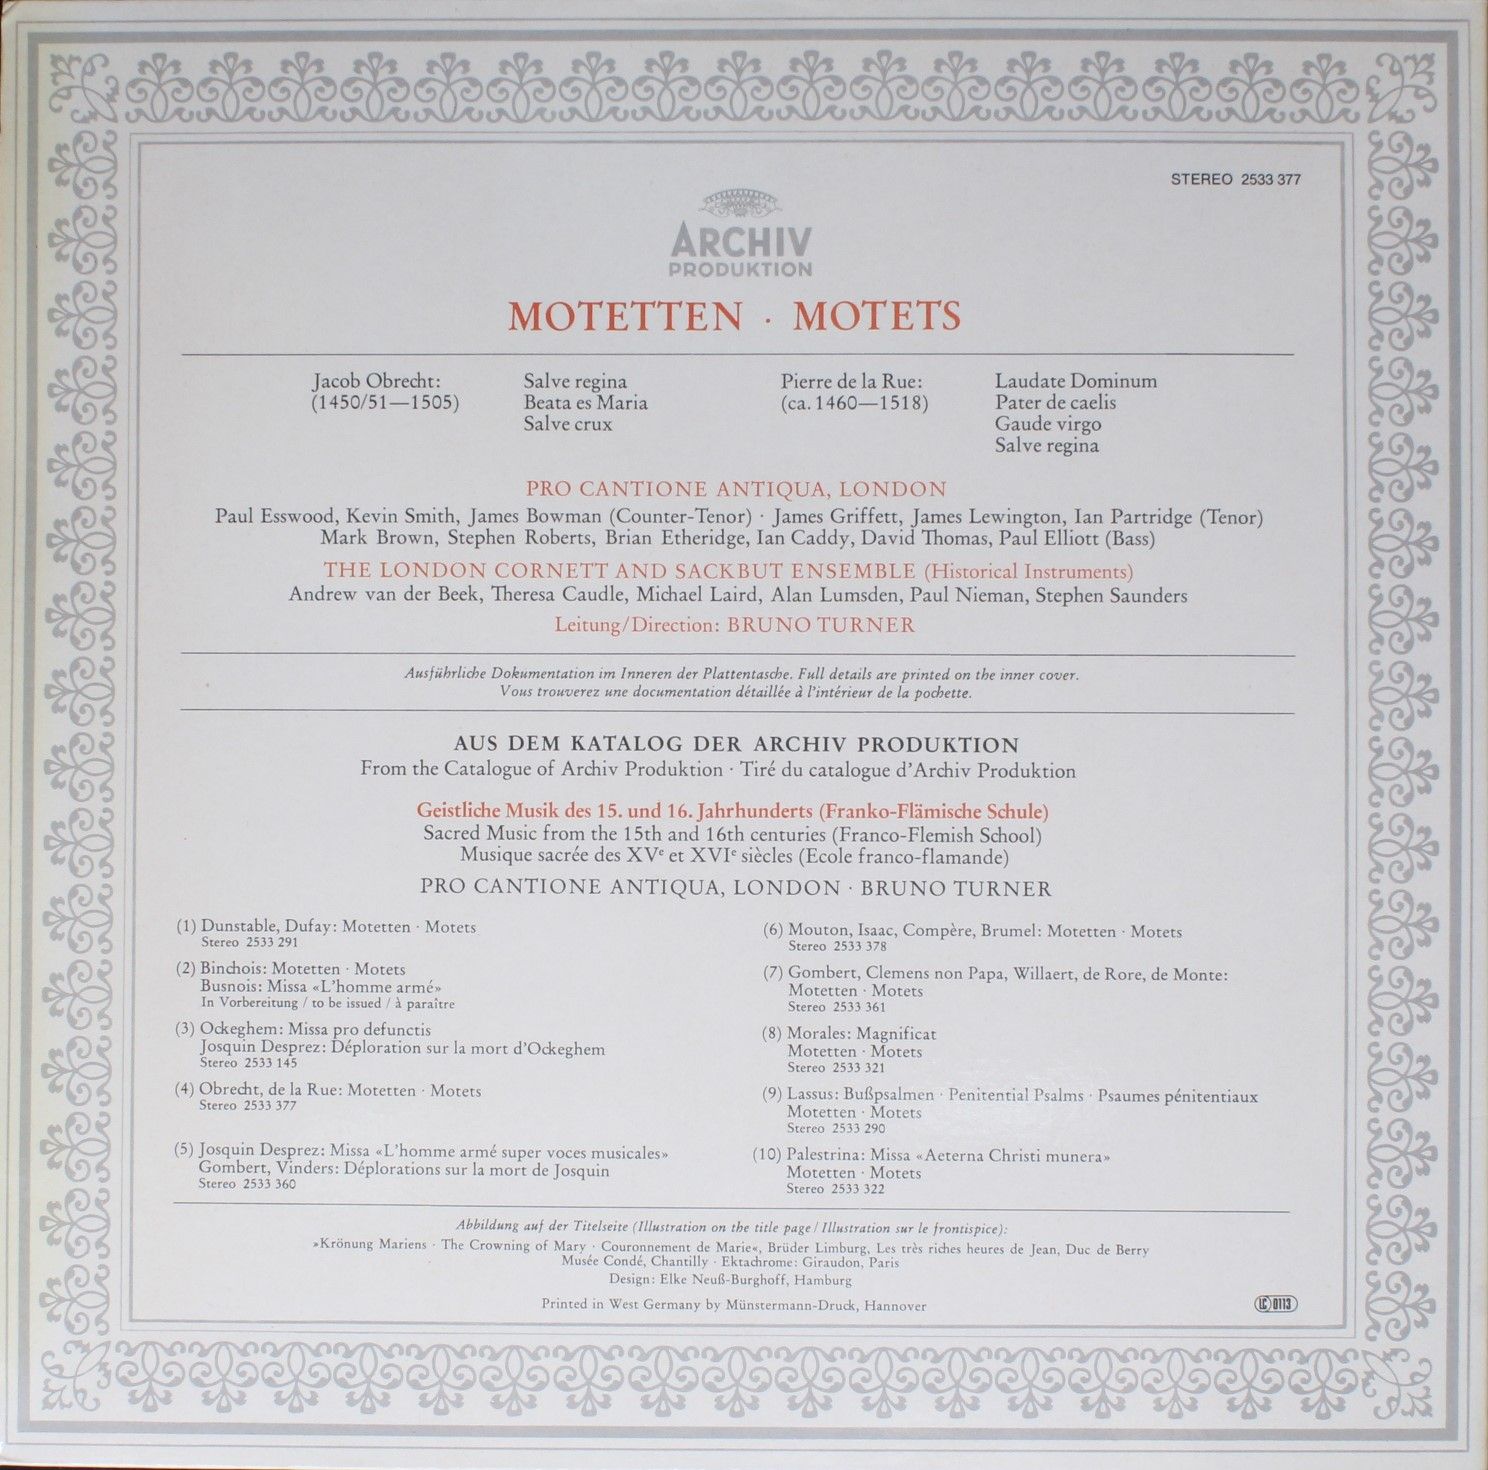 STEREO 2533 377
ARCHIV
PRODUKTION
MOTETTEN · MOTETS
Jacob Obrecht:
(1450/51—1505)
Salve regina
Beata es Maria
Salve crux
Pierre de la Rue:
(ca. 1460—1518)
Laudate Dominum
Pater de caelis
Gaude virgo
Salve regina
PRO CANTIONE ANTIQUA, LONDON
Paul Esswood, Kevin Smith, James Bowman (Counter-Tenor) · James Griffett, James Lewington, Ian Partridge (Tenor)
Mark Brown, Stephen Roberts, Brian Etheridge, Ian Caddy, David Thomas, Paul Elliott (Bass)
THE LONDON CORNETT AND SACKBUT ENSEMBLE (Historical Instruments)
Andrew van der Beek, Theresa Caudle, Michael Laird, Alan Lumsden, Paul Nieman, Stephen Saunders
Leitung/Direction: BRUNO TURNER
Ausführliche Dokumentation im Inneren der Plattentasche. Full details are printed on the inner cover.
Vous trouverez une documentation détaillée à l'intérieur de la pochette.
AUS DEM KATALOG DER ARCHIV PRODUKTION
From the Catalogue of Archiv Produktion · Tiré du catalogue d'Archiv Produktion
Geistliche Musik des 15. und 16. Jahrhunderts (Franko-Flämische Schule)
Sacred Music from the 15th and 16th centuries (Franco-Flemish School)
Musique sacrée des XVe et XVIe siècles (Ecole franco-flamande)
PRO CANTIONE ANTIQUA, LONDON · BRUNO TURNER
(1) Dunstable, Dufay: Motetten · Motets
Stereo 2533 291
(2) Binchois: Motetten · Motets
Busnois: Missa «L'homme armé»
In Vorbereitung / to be issued / à paraître
(3) Ockeghem: Missa pro defunctis
Josquin Desprez: Déploration sur la mort d'Ockeghem
Stereo 2533 145
(4) Obrecht, de la Rue: Motetten · Motets
Stereo 2533 377
(5) Josquin Desprez: Missa «L'homme armé super voces musicales»
Gombert, Vinders: Déplorations sur la mort de Josquin
Stereo 2533 360
(6) Mouton, Isaac, Compère, Brumel: Motetten · Motets
Stereo 2533 378
(7) Gombert, Clemens non Papa, Willaert, de Rore, de Monte:
Motetten · Motets
Stereo 2533 361
(8) Morales: Magnificat
Motetten · Motets
Stereo 2533 321
(9) Lassus: Bußpsalmen · Penitential Psalms · Psaumes pénitentiaux
Motetten · Motets
Stereo 2533 290
(10) Palestrina: Missa «Aeterna Christi munera»
Motetten · Motets
Stereo 2533 322
Abbildung auf der Titelseite (Illustration on the title page / Illustration sur le frontispice):
»Krönung Mariens · The Crowning of Mary · Couronnement de Marie«, Brüder Limburg, Les très riches heures de Jean, Duc de Berry
Musée Condé, Chantilly · Ektachrome: Giraudon, Paris
Design: Elke Neuß-Burghoff, Hamburg
Printed in West Germany by Münstermann-Druck, Hannover
LC 0113